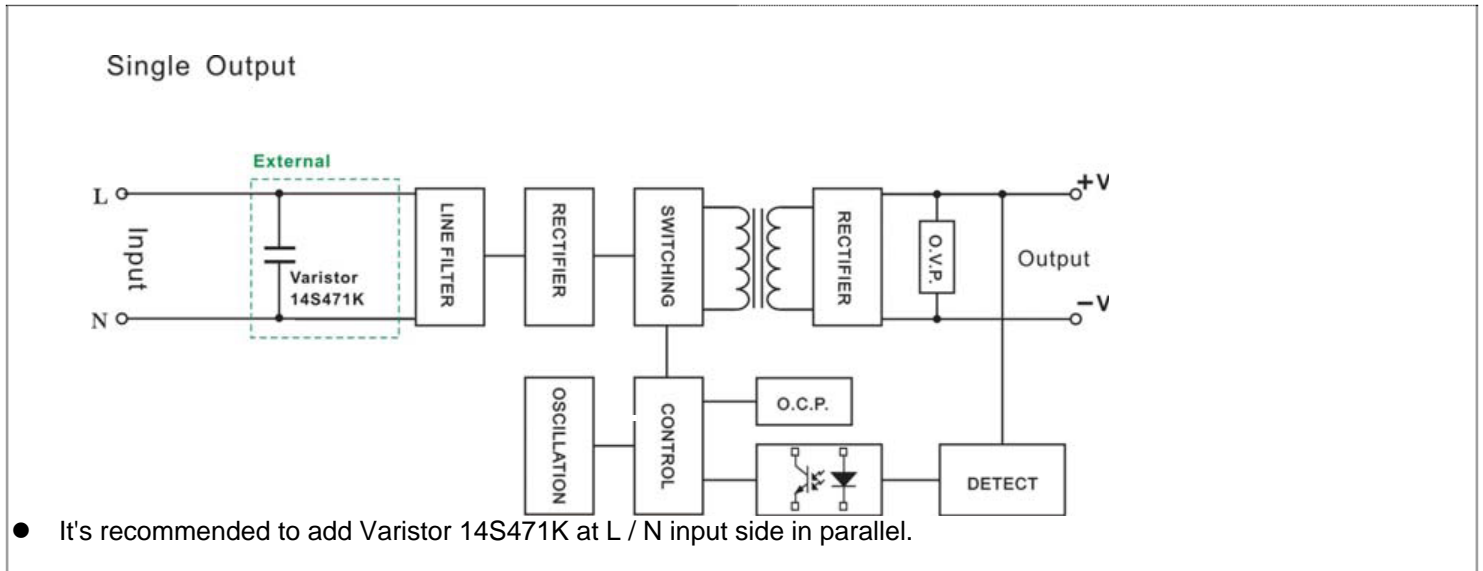 Single Output
External
L
Input
N
Varistor
14S471K
LINE FILTER
RECTIFIER
SWITCHING
RECTIFIER
O.V.P.
+V
Output
-V
OSCILLATION
CONTROL
O.C.P.
DETECT
● It's recommended to add Varistor 14S471K at L / N input side in parallel.